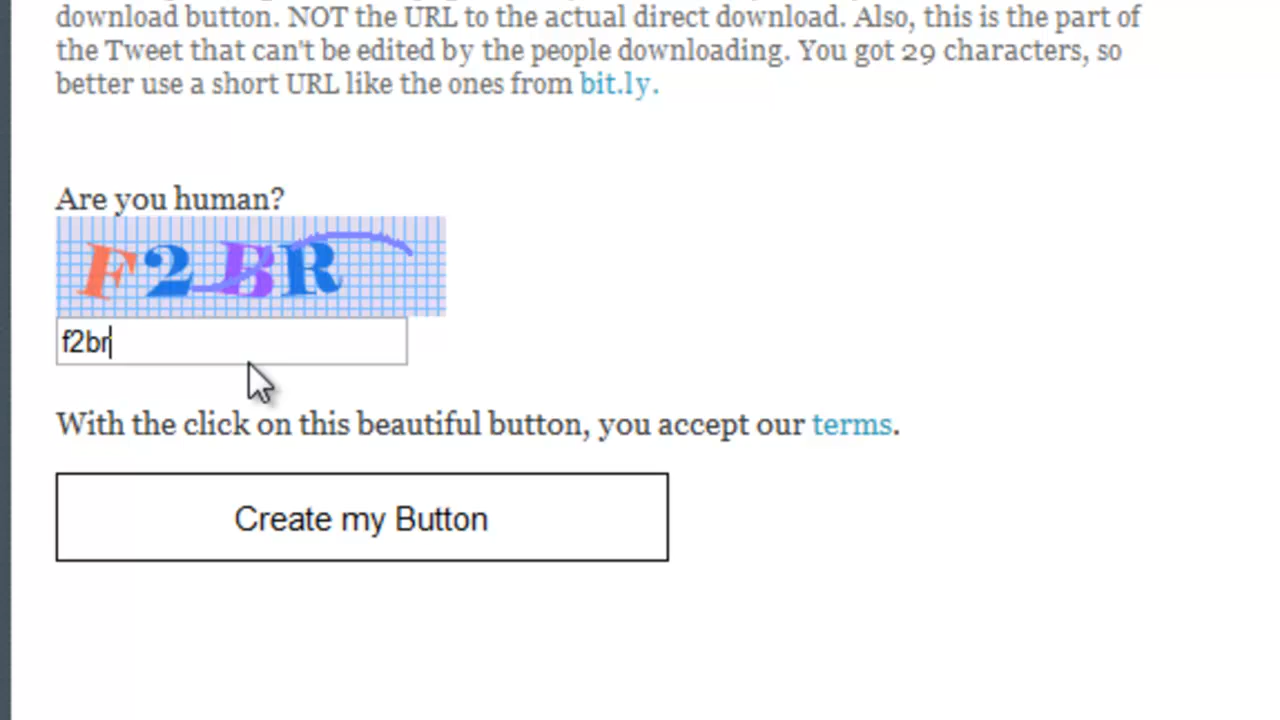 download button. NOT the URL to the actual direct download. Also, this is the part of
the Tweet that can't be edited by the people downloading. You got 29 characters, so
better use a short URL like the ones from bit.ly.
Are you human?
F2BR
f2br
With the click on this beautiful button, you accept our terms.
Create my Button